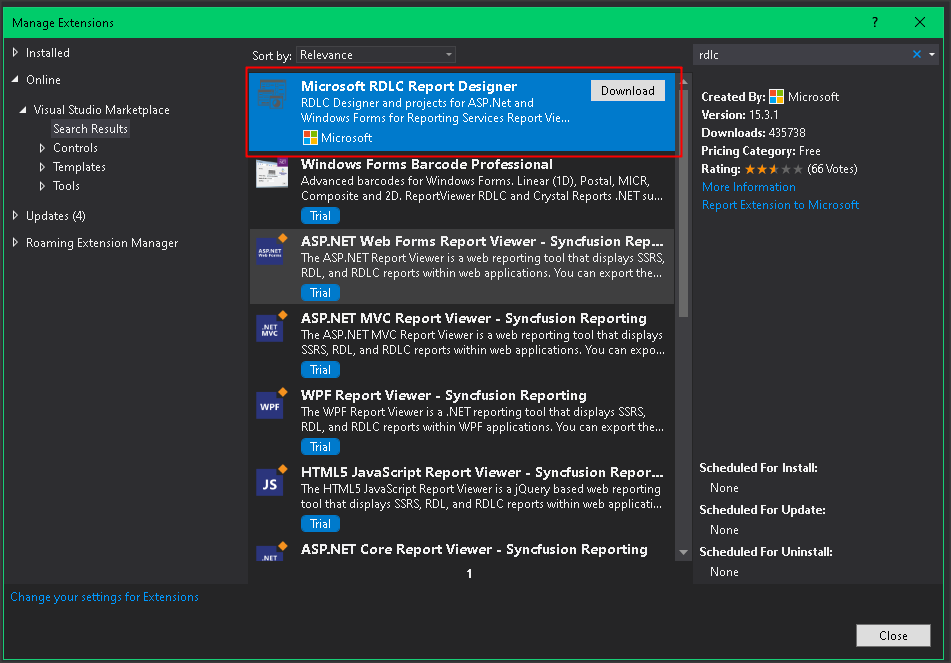 Manage Extensions
?
Installed
Online
Visual Studio Marketplace
Search Results
Controls
Templates
Tools
Updates (4)
Roaming Extension Manager
Sort by: Relevance
Microsoft RDLC Report Designer
Download
RDLC Designer and projects for ASP.Net and
Windows Forms for Reporting Services Report Vie...
Microsoft
Windows Forms Barcode Professional
Advanced barcodes for Windows Forms. Linear (1D), Postal, MICR,
Composite and 2D. ReportViewer RDLC and Crystal Reports .NET su...
Trial
ASP.NET
Web Forms
ASP.NET Web Forms Report Viewer - Syncfusion Rep...
The ASP.NET Report Viewer is a web reporting tool that displays SSRS,
RDL, and RDLC reports within web applications. You can export the...
Trial
.NET
MVC
ASP.NET MVC Report Viewer - Syncfusion Reporting
The ASP.NET MVC Report Viewer is a web reporting tool that displays
SSRS, RDL, and RDLC reports within web applications. You can expo...
Trial
WPF
WPF Report Viewer - Syncfusion Reporting
The WPF Report Viewer is a .NET reporting tool that displays SSRS,
RDL, and RDLC reports within WPF applications. You can export the...
Trial
JS
HTML5 JavaScript Report Viewer - Syncfusion Repor...
The HTML5 JavaScript Report Viewer is a jQuery based web reporting
tool that displays SSRS, RDL, and RDLC reports within web applicati...
Trial
.NET
ASP.NET Core Report Viewer - Syncfusion Reporting
1
rdlc
Created By: Microsoft
Version: 15.3.1
Downloads: 435738
Pricing Category: Free
Rating: (66 Votes)
More Information
Report Extension to Microsoft
Scheduled For Install:
None
Scheduled For Update:
None
Scheduled For Uninstall:
None
Change your settings for Extensions
Close